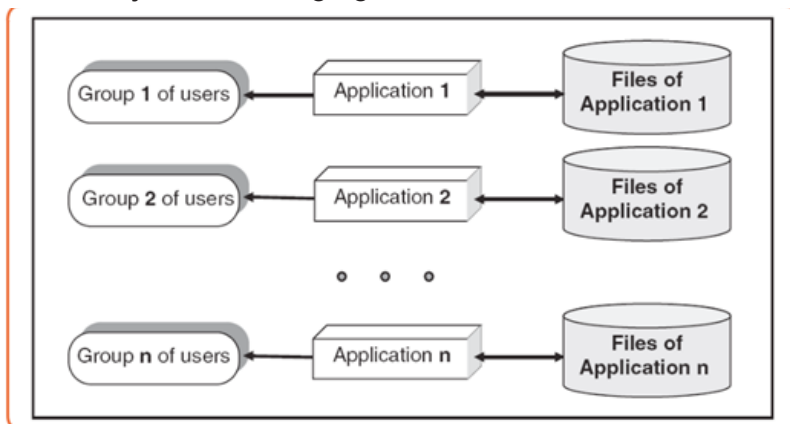 Group 1 of users
Application 1
Files of
Application 1
Group 2 of users
Application 2
Files of
Application 2
Group n of users
Application n
Files of
Application n